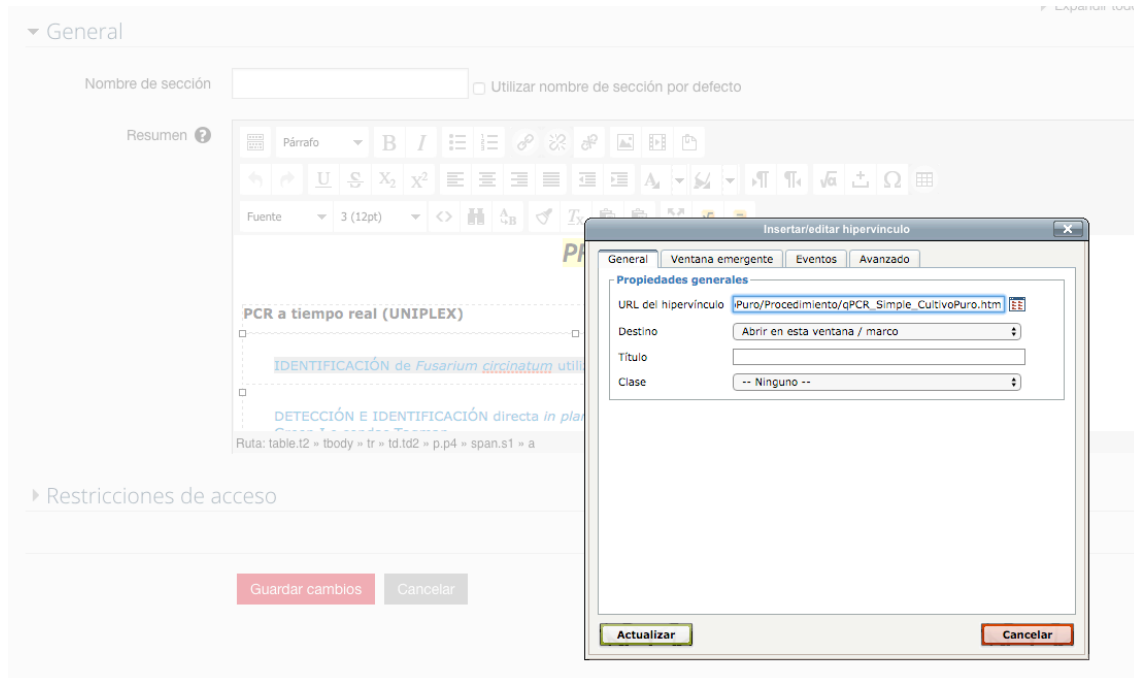 Expandir todo
General
Nombre de sección
Utilizar nombre de sección por defecto
Resumen
Párrafo
B I
U S X₂ X²
Fuente 3 (12pt)
PCR a tiempo real (UNIPLEX)
IDENTIFICACIÓN de Fusarium circinatum
DETECCIÓN E IDENTIFICACIÓN directa in
Ruta: table.t2 » tbody » tr » td.td2 » p.p4 » span.s1 » a
Restricciones de acceso
Guardar cambios Cancelar
Insertar/editar hipervínculo
General Ventana emergente Eventos Avanzado
Propiedades generales
URL del hipervínculo Puro/Procedimiento/qPCR_Simple_CultivoPuro.htm
Destino Abrir en esta ventana / marco
Título
Clase -- Ninguno --
Actualizar Cancelar